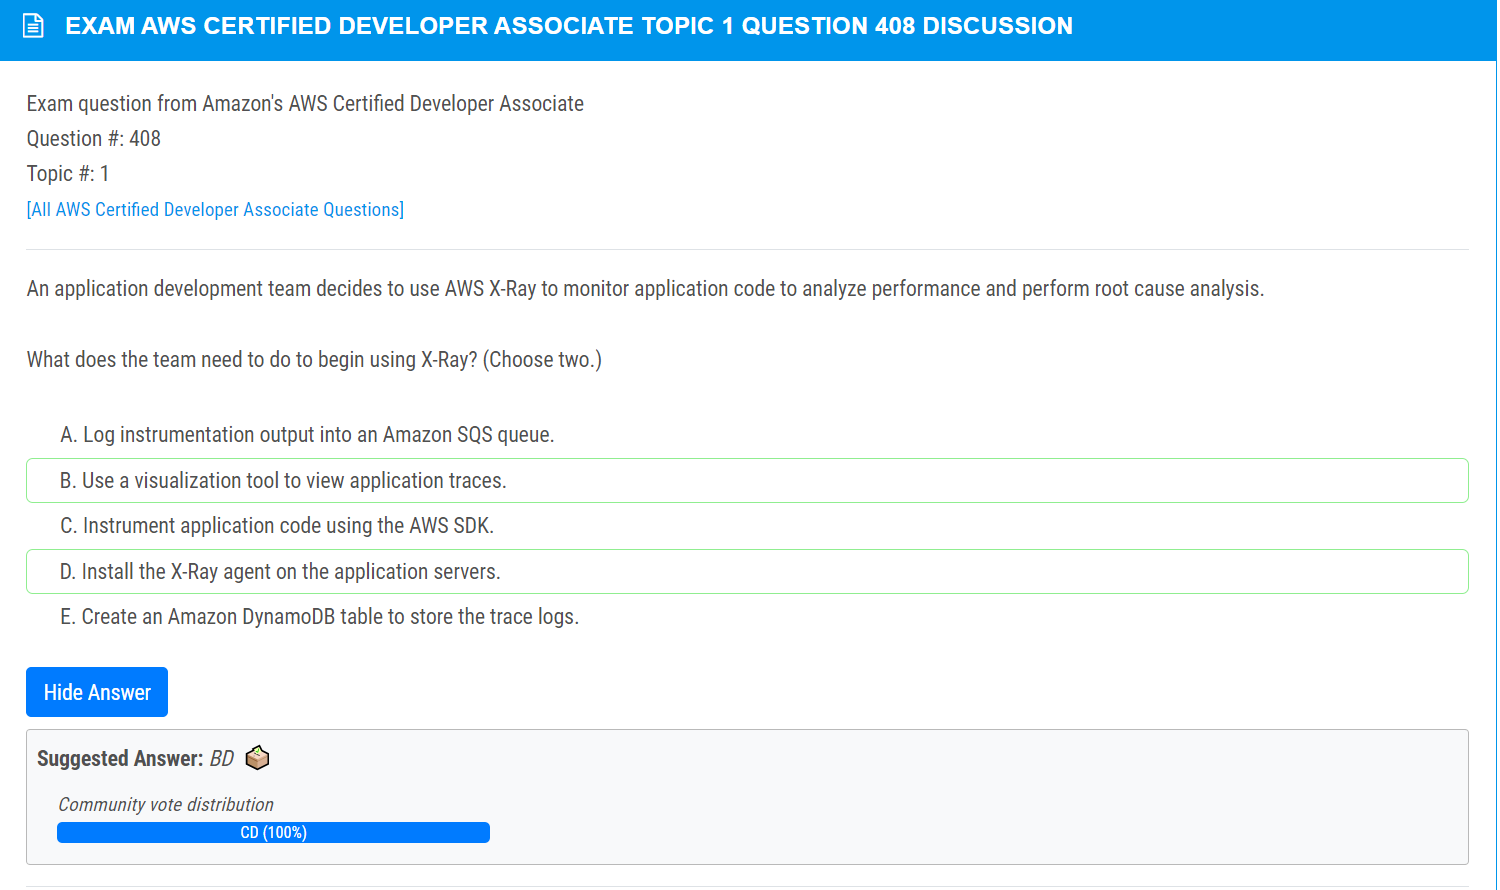 EXAM AWS CERTIFIED DEVELOPER ASSOCIATE TOPIC 1 QUESTION 408 DISCUSSION
Exam question from Amazon's AWS Certified Developer Associate
Question #: 408
Topic #: 1
[All AWS Certified Developer Associate Questions]
An application development team decides to use AWS X-Ray to monitor application code to analyze performance and perform root cause analysis.
What does the team need to do to begin using X-Ray? (Choose two.)
A. Log instrumentation output into an Amazon SQS queue.
B. Use a visualization tool to view application traces.
C. Instrument application code using the AWS SDK.
D. Install the X-Ray agent on the application servers.
E. Create an Amazon DynamoDB table to store the trace logs.
Hide Answer
Suggested Answer: BD
Community vote distribution
CD (100%)